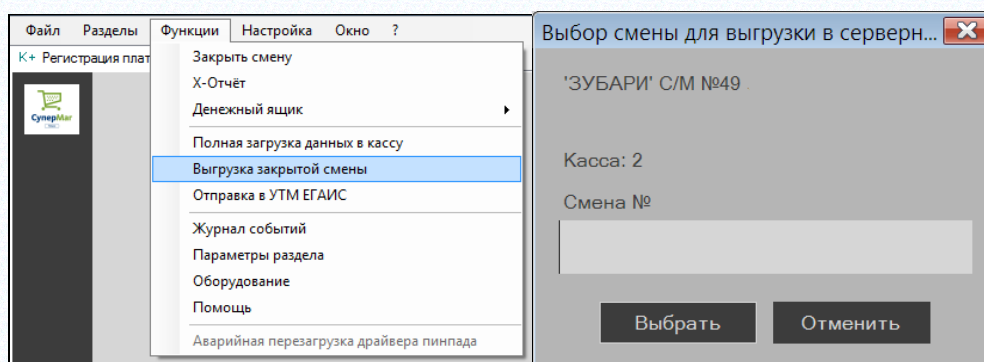 Файл Разделы Функции Настройка Окно ?
K+ Регистрация плат
СупермMar
Закрыть смену
X-Отчёт
Денежный ящик
Полная загрузка данных в кассу
Выгрузка закрытой смены
Отправка в УТМ ЕГАИС
Журнал событий
Параметры раздела
Оборудование
Помощь
Аварийная перезагрузка драйвера пинпада
Выбор смены для выгрузки в серверн...
'ЗУБАРИ' С/М №49
Касса: 2
Смена №
Выбрать Отменить